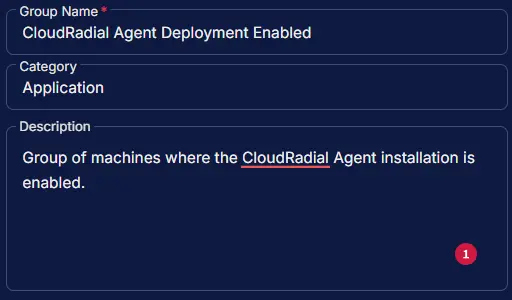 Group Name *
CloudRadial Agent Deployment Enabled
Category
Application
Description
Group of machines where the CloudRadial Agent installation is
enabled.
1